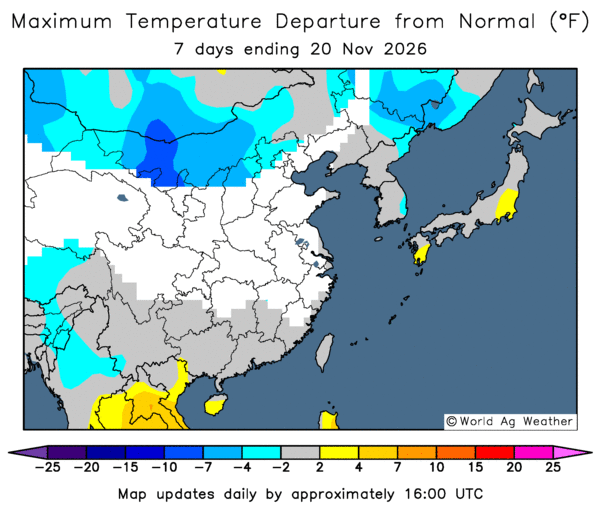 Maximum Temperature Departure from Normal (°F)
7 days ending 20 Nov 2026
© World Ag Weather
-25 -20 -15 -10 -7 -4 -2 2 4 7 10 15 20 25
Map updates daily by approximately 16:00 UTC